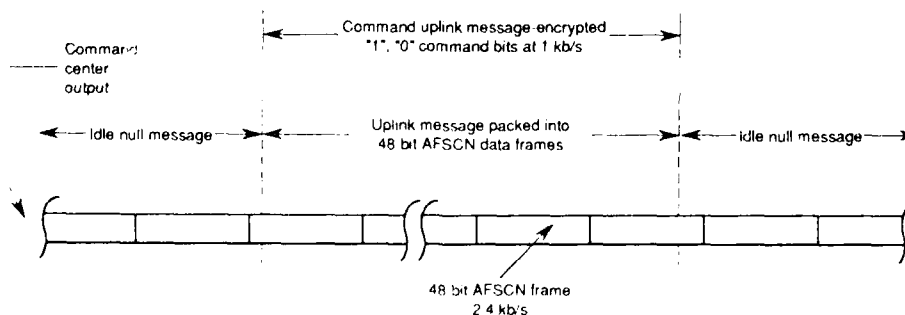 Command uplink message-encrypted
"1", "0" command bits at 1 kb/s
Command
center
output
Idle null message
Uplink message packed into
48 bit AFSCN data frames
idle null message
48 bit AFSCN frame
2.4 kb/s